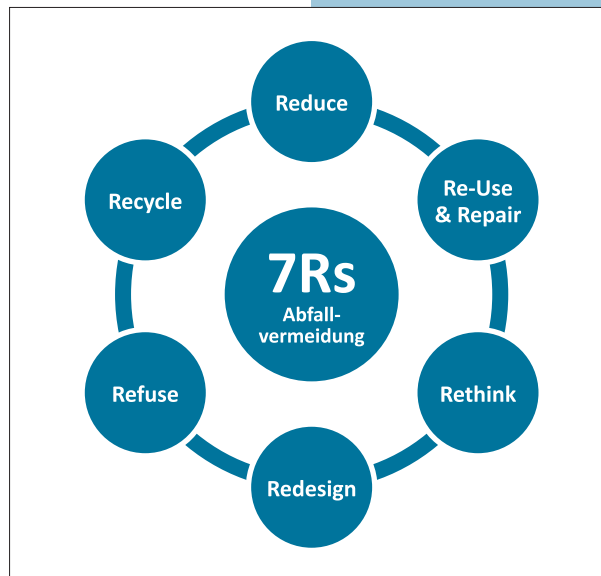 Reduce
Re-Use
& Repair
Rethink
Redesign
Refuse
Recycle
7Rs
Abfall-
vermeidung